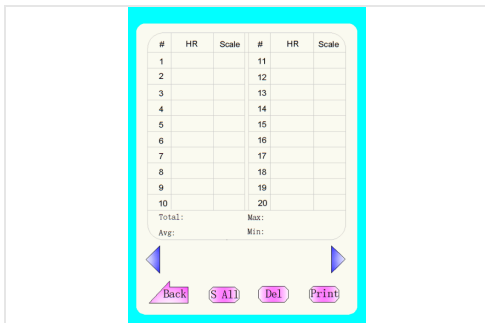 # HR Scale # HR Scale
1 11
2 12
3 13
4 14
5 15
6 16
7 17
8 18
9 19
10 20
Total: Max:
Avg: Min:
Back S All Del Print